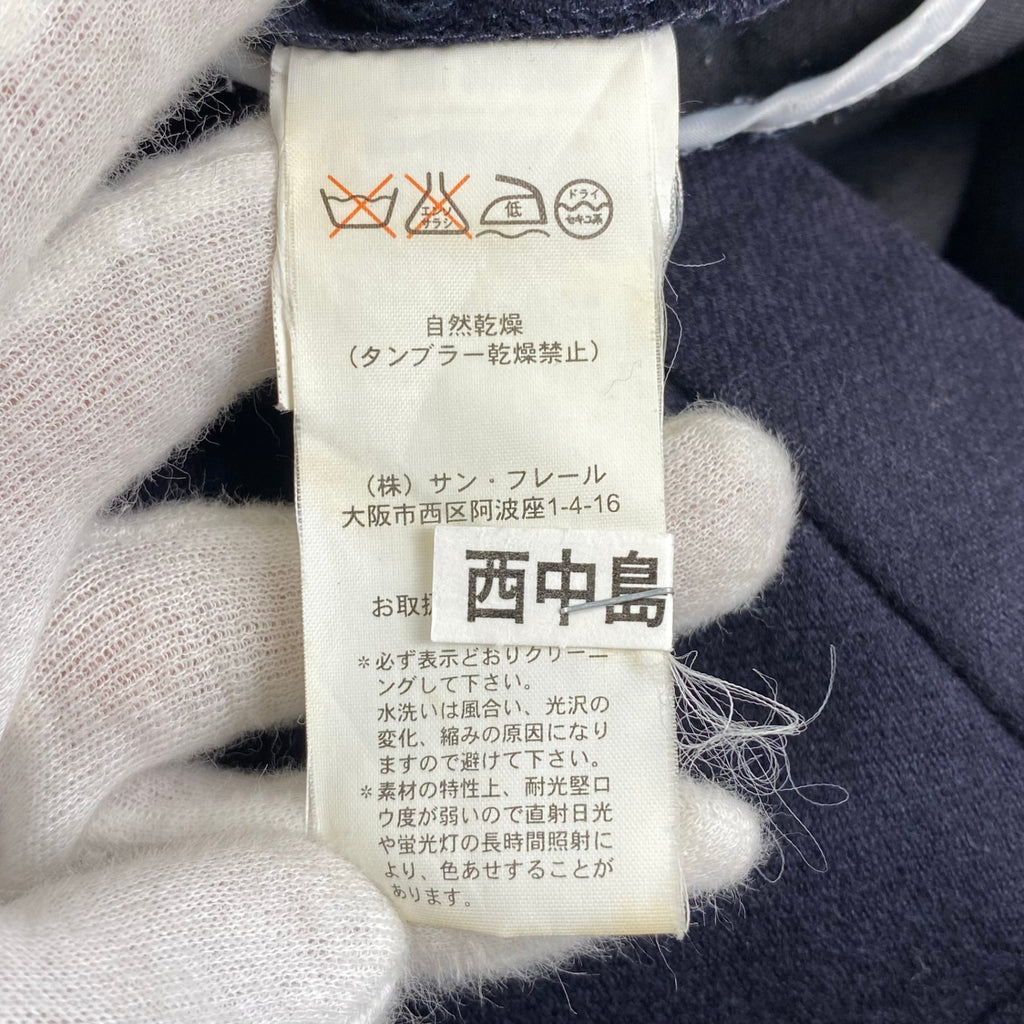 エンソ
サラシ
低
ドライ
セキユ系
自然乾燥
(タンブラー乾燥禁止)
(株) サン・フレール
大阪市西区阿波座1-4-16
西中島
お取扱
＊必ず表示どおりクリーニ
ングして下さい。
水洗いは風合い、光沢の
変化、縮みの原因になり
ますので避けて下さい。
＊素材の特性上、耐光堅ロ
ウ度が弱いので直射日光
や蛍光灯の長時間照射に
より、色あせすることが
あります。